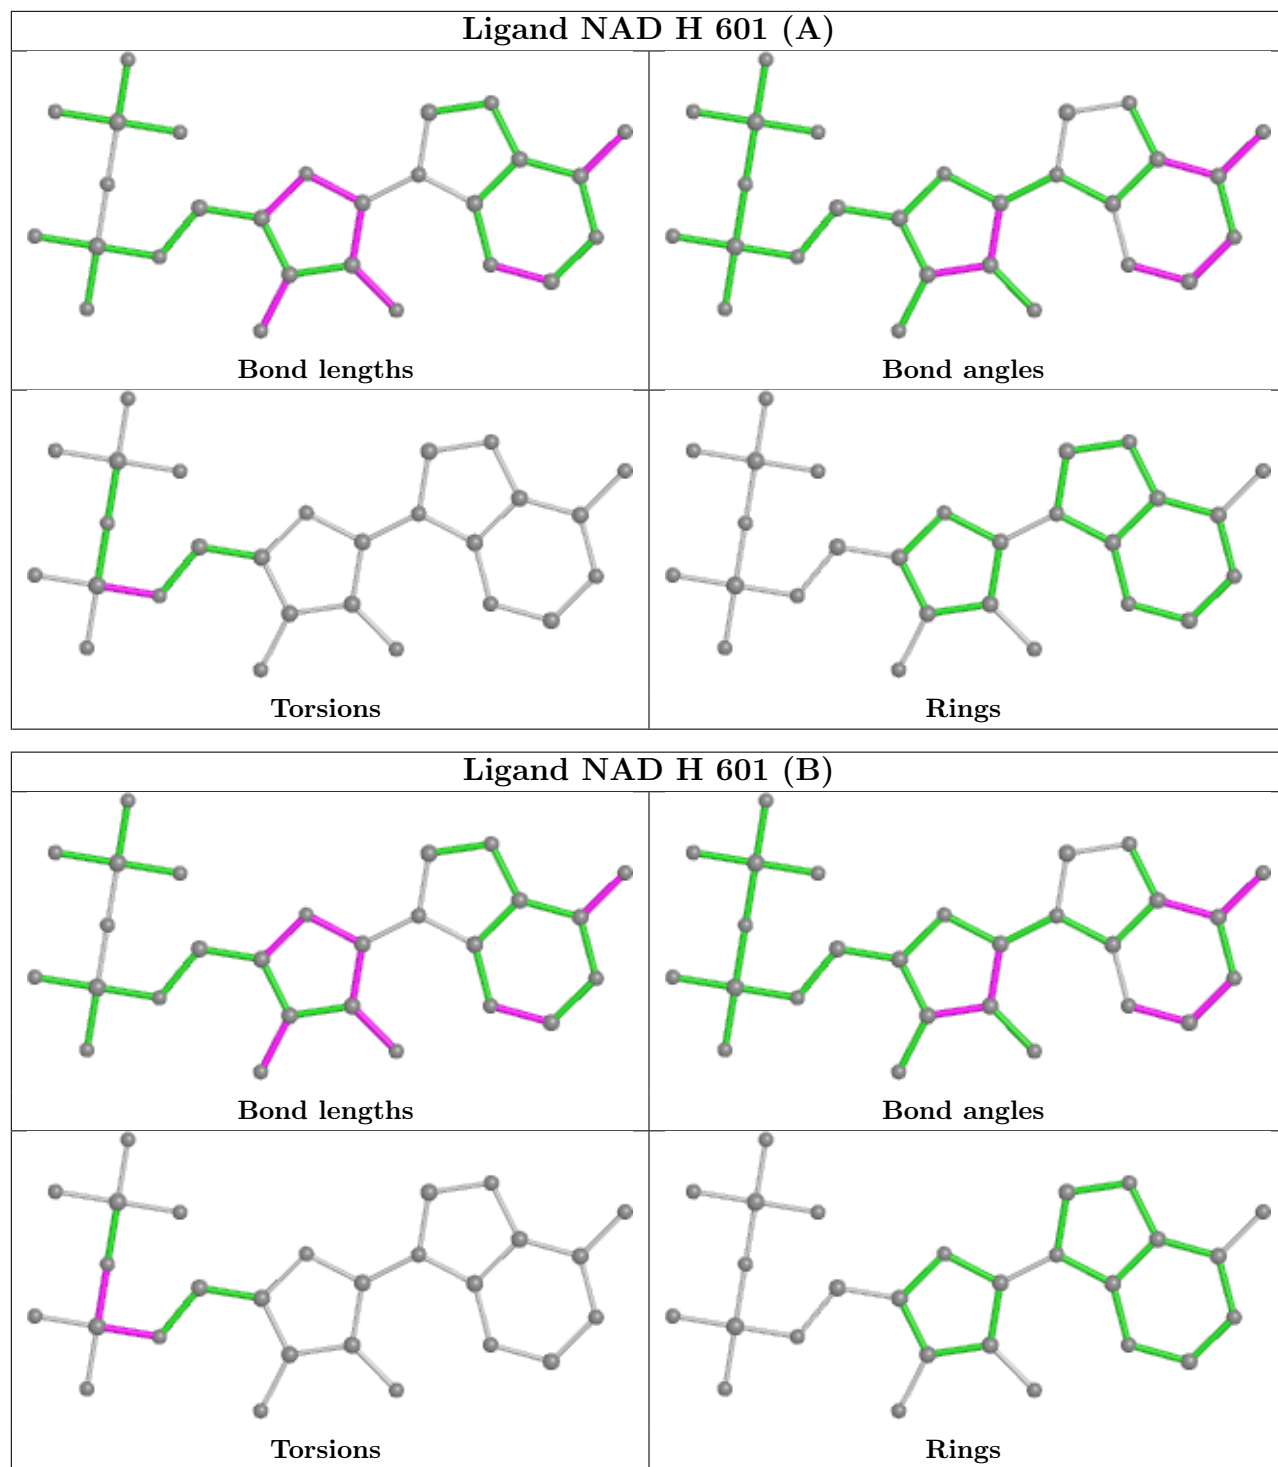 Ligand NAD H 601 (A)
Bond lengths
Bond angles
Torsions
Rings
Ligand NAD H 601 (B)
Bond lengths
Bond angles
Torsions
Rings